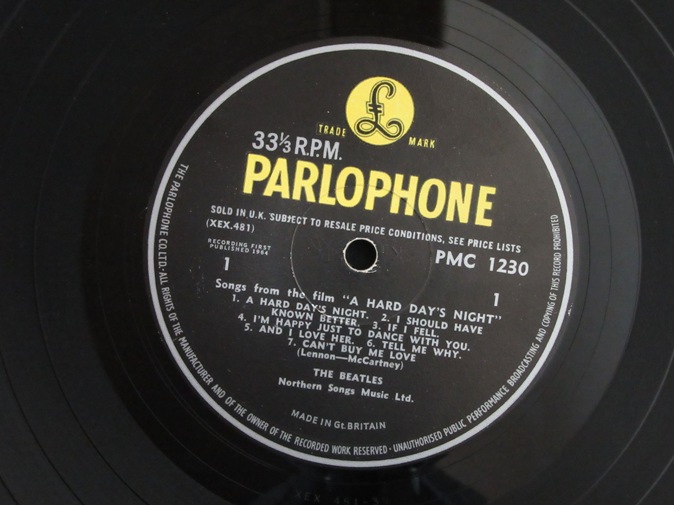 TRADE MARK
33⅓ R.P.M.
PARLOPHONE
SOLD IN U.K. SUBJECT TO RESALE PRICE CONDITIONS, SEE PRICE LISTS
(XEX.481)
RECORDING FIRST
PUBLISHED 1964
PMC 1230
1
1
Songs from the film "A HARD DAY'S NIGHT"
1. A HARD DAY'S NIGHT. 2. I SHOULD HAVE
KNOWN BETTER. 3. IF I FELL.
4. I'M HAPPY JUST TO DANCE WITH YOU.
5. AND I LOVE HER. 6. TELL ME WHY.
7. CAN'T BUY ME LOVE
(Lennon—McCartney)
THE BEATLES
Northern Songs Music Ltd.
MADE IN Gt. BRITAIN
THE PARLOPHONE CO. LTD. · ALL RIGHTS OF THE MANUFACTURER AND OF THE OWNER OF THE RECORDED WORK RESERVED · UNAUTHORISED PUBLIC PERFORMANCE BROADCASTING AND COPYING OF THIS RECORD PROHIBITED
XEX 481-3